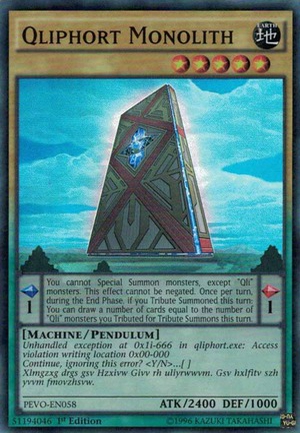 QLIPHORT MONOLITH
EARTH
地
You cannot Special Summon monsters, except "Qli"
monsters. This effect cannot be negated. Once per turn,
during the End Phase, if you Tribute Summoned this turn:
You can draw a number of cards equal to the number of
"Qli" monsters you Tributed for Tribute Summons this turn.
1
1
[MACHINE / PENDULUM]
Unhandled exception at 0x1i-666 in qliphort.exe: Access
violation writing location 0x00-000
Continue, ignoring this error? <Y/N>...[ ]
Xlmgzxg drgs gsv Hzxivw Givv rh uliyrwwvm. Gsv hxlfitv szh
yvvm fmovzhsvw.
ATK/2400 DEF/1000
PEVO-EN058
51194046
1st Edition
©1996 KAZUKI TAKAHASHI